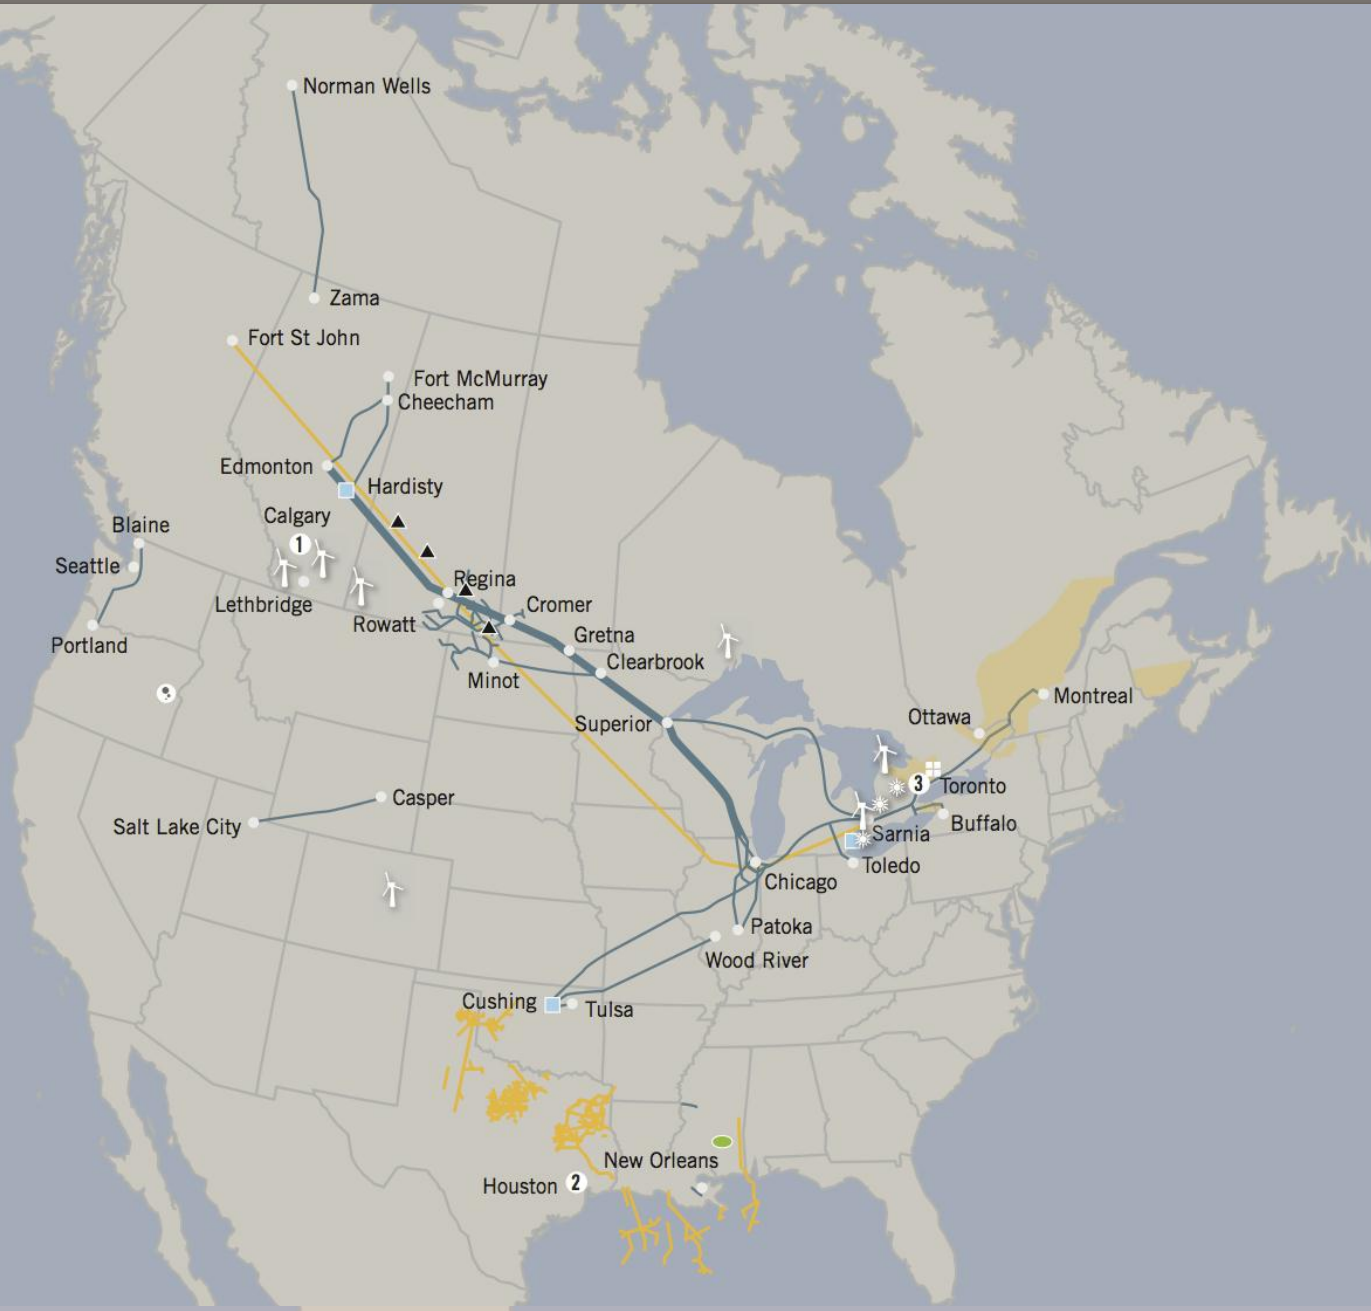 Norman Wells
Zama
Fort St John
Fort McMurray
Cheecham
Edmonton
Hardisty
Calgary
1
Blaine
Seattle
Lethbridge
Regina
Cromer
Rowatt
Portland
Gretna
Clearbrook
Minot
Superior
Montreal
Ottawa
3
Toronto
Casper
Salt Lake City
Buffalo
Sarnia
Toledo
Chicago
Patoka
Wood River
Cushing
Tulsa
New Orleans
Houston
2